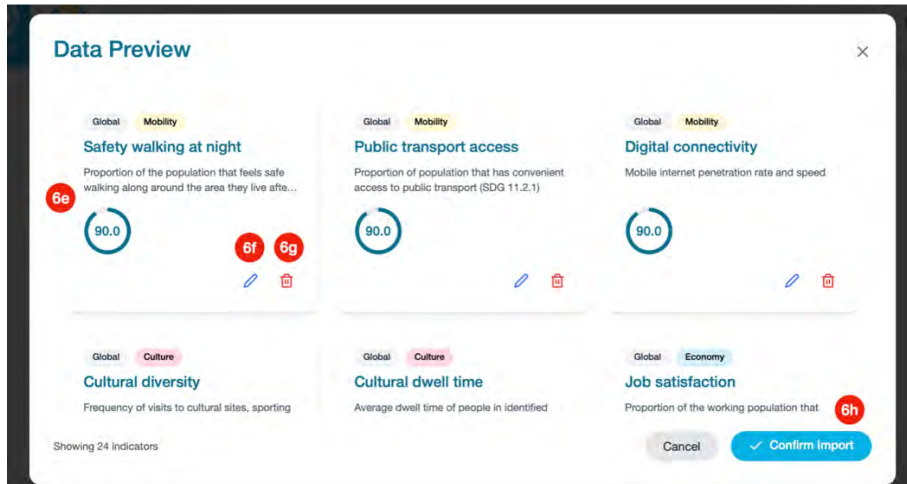 Data Preview
Global Mobility
Safety walking at night
Proportion of the population that feels safe
walking along around the area they live afte...
6e
90.0
6f 6g
Global Mobility
Public transport access
Proportion of population that has convenient
access to public transport (SDG 11.2.1)
90.0
Global Mobility
Digital connectivity
Mobile internet penetration rate and speed
90.0
Global Culture
Cultural diversity
Frequency of visits to cultural sites, sporting
Global Culture
Cultural dwell time
Average dwell time of people in identified
Global Economy
Job satisfaction
Proportion of the working population that
6h
Showing 24 indicators
Cancel
Confirm Import